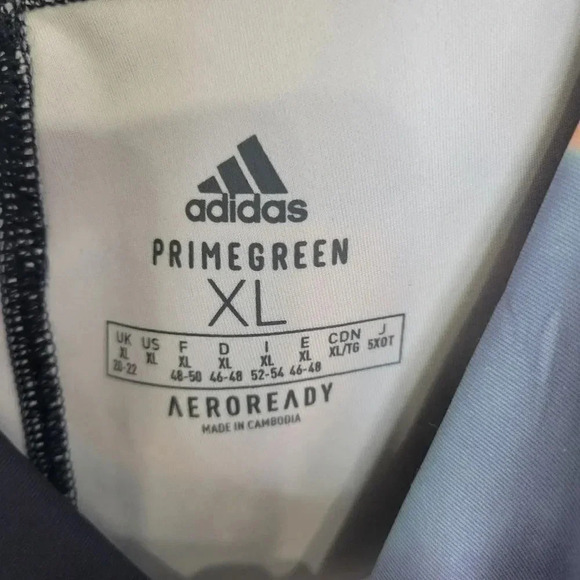 adidas
PRIMEGREEN
XL
UK US F D I E CDN J
XL XL XL XL XL XL XL/TG 5XOT
20-22 48-50 46-48 52-54 46-48
AEROREADY
MADE IN CAMBODIA